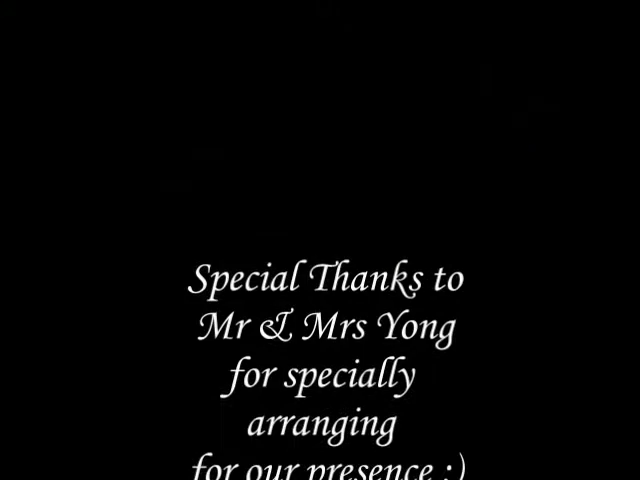 Special Thanks to
Mr & Mrs Yong
for specially
arranging
for our presence :)